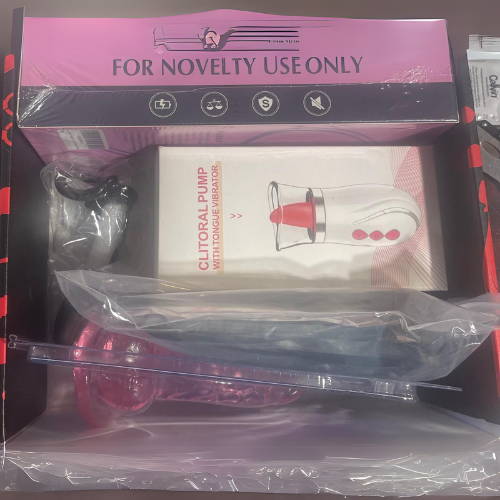 FOR NOVELTY USE ONLY
CLITORAL PUMP
WITH TONGUE VIBRATOR
>>